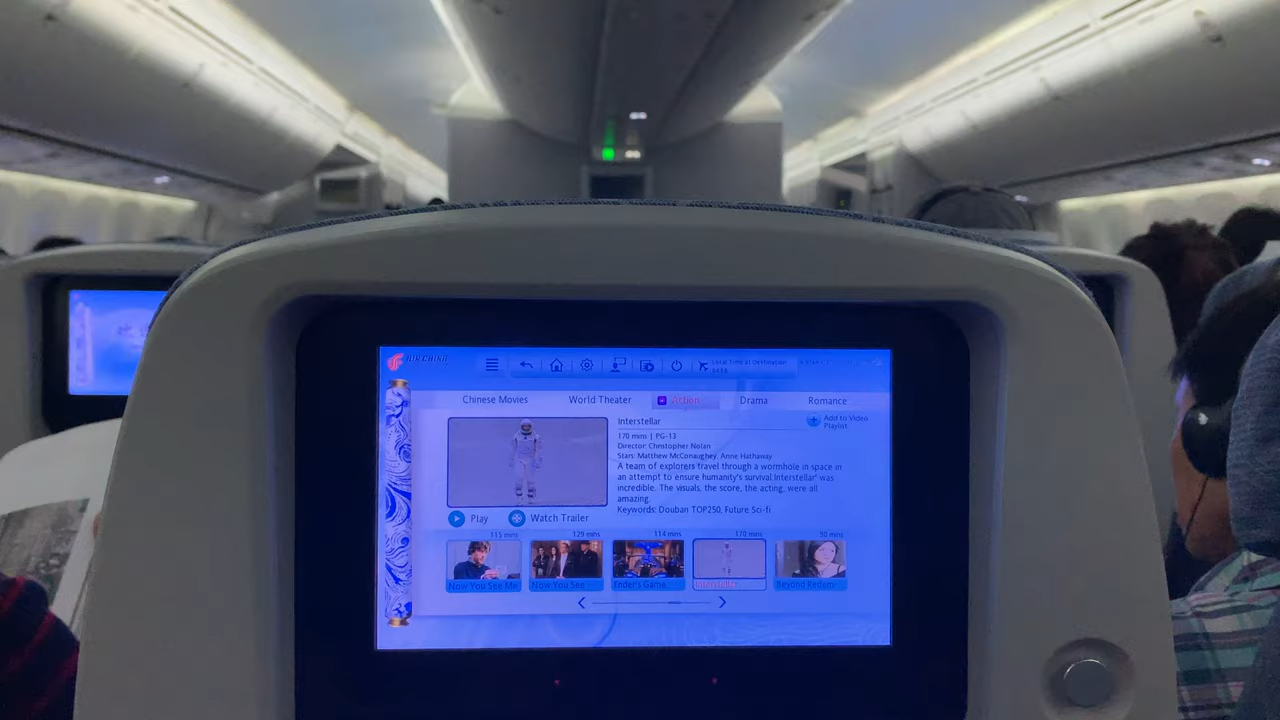 AIR CHINA
Local Time at Destination
Chinese Movies World Theater Action Drama Romance
Interstellar
Add to Video
Playlist
170 mins | PG-13
Director: Christopher Nolan
Stars: Matthew McConaughey, Anne Hathaway
A team of explorers travel through a wormhole in space in
an attempt to ensure humanity's survival.Interstellar' was
incredible. The visuals, the score, the acting, were all
amazing.
Keywords: Douban TOP250, Future Sci-fi
Play Watch Trailer
115 mins 129 mins 114 mins 170 mins 90 mins
Now You See Me Now You See Ender's Game Interstellar Beyond Redem